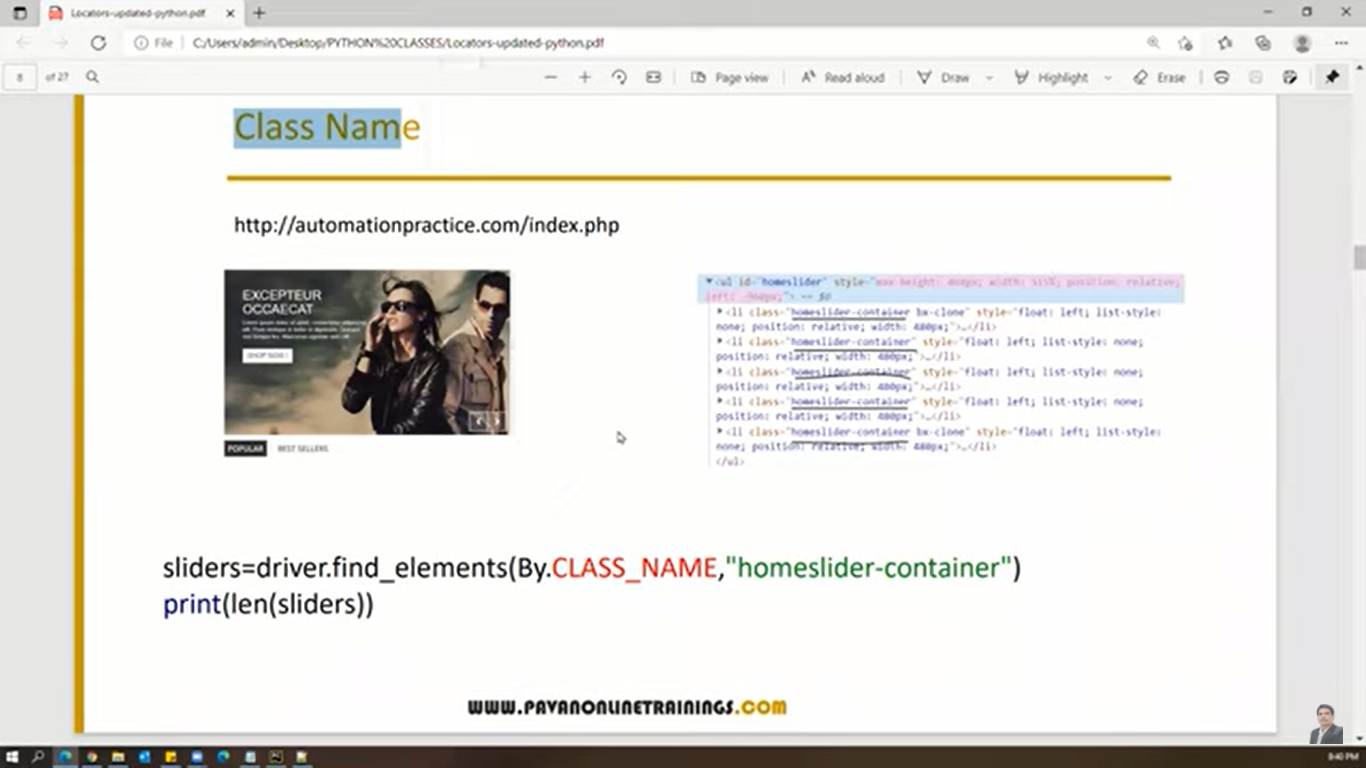 Locators-updated-python.pdf
File C:/Users/admin/Desktop/PYTHON%20CLASSES/Locators-updated-python.pdf
8 of 27 Page view Read aloud Draw Highlight Erase
Class Name
http://automationpractice.com/index.php
EXCEPTEUR
OCCAECAT
SHOP NOW !
POPULAR BEST SELLERS
<ul id="homeslider" style="max-height: 460px; width: 515%; position: relative;
left: -960px;"> == $0
<li class="homeslider-container bx-clone" style="float: left; list-style:
none; position: relative; width: 480px;">…</li>
<li class="homeslider-container" style="float: left; list-style: none;
position: relative; width: 480px;">…</li>
<li class="homeslider-container" style="float: left; list-style: none;
position: relative; width: 480px;">…</li>
<li class="homeslider-container" style="float: left; list-style: none;
position: relative; width: 480px;">…</li>
<li class="homeslider-container bx-clone" style="float: left; list-style:
none; position: relative; width: 480px;">…</li>
</ul>
sliders=driver.find_elements(By.CLASS_NAME,"homeslider-container")
print(len(sliders))
WWW.PAVANONLINETRAININGS.COM
8:40 PM